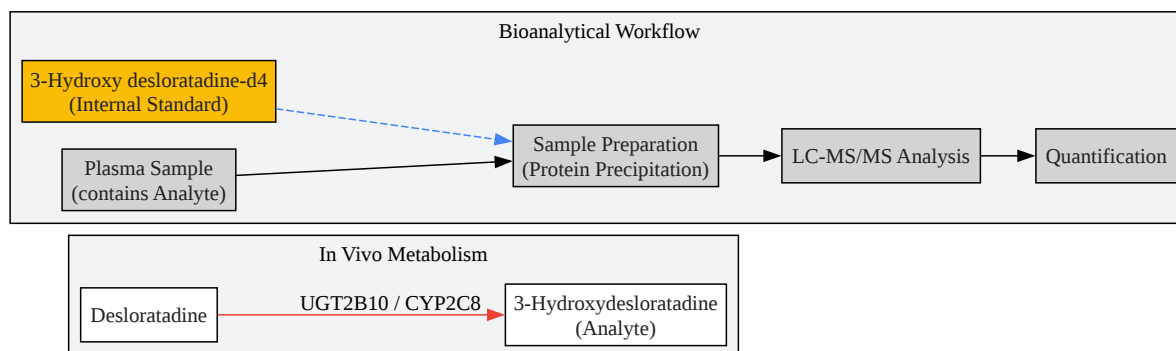 Bioanalytical Workflow
3-Hydroxy desloratadine-d4
(Internal Standard)
Plasma Sample
(contains Analyte)
Sample Preparation
(Protein Precipitation)
LC-MS/MS Analysis
Quantification
In Vivo Metabolism
Desloratadine
UGT2B10 / CYP2C8
3-Hydroxydesloratadine
(Analyte)